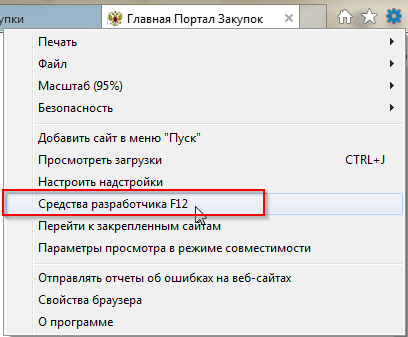 упки
Главная Портал Закупок
Печать
Файл
Масштаб (95%)
Безопасность
Добавить сайт в меню "Пуск"
Просмотреть загрузки CTRL+J
Настроить надстройки
Средства разработчика F12
Перейти к закрепленным сайтам
Параметры просмотра в режиме совместимости
Отправлять отчеты об ошибках на веб-сайтах
Свойства браузера
О программе